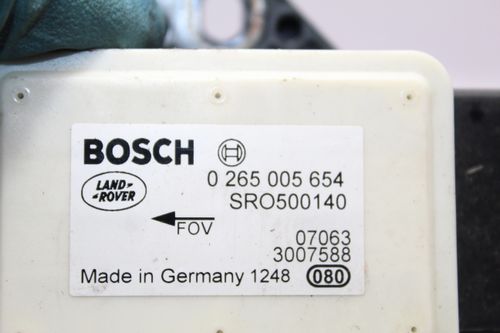 BOSCH
0 265 005 654
LAND-
-ROVER
SRO500140
FOV
07063
3007588
Made in Germany 1248 080